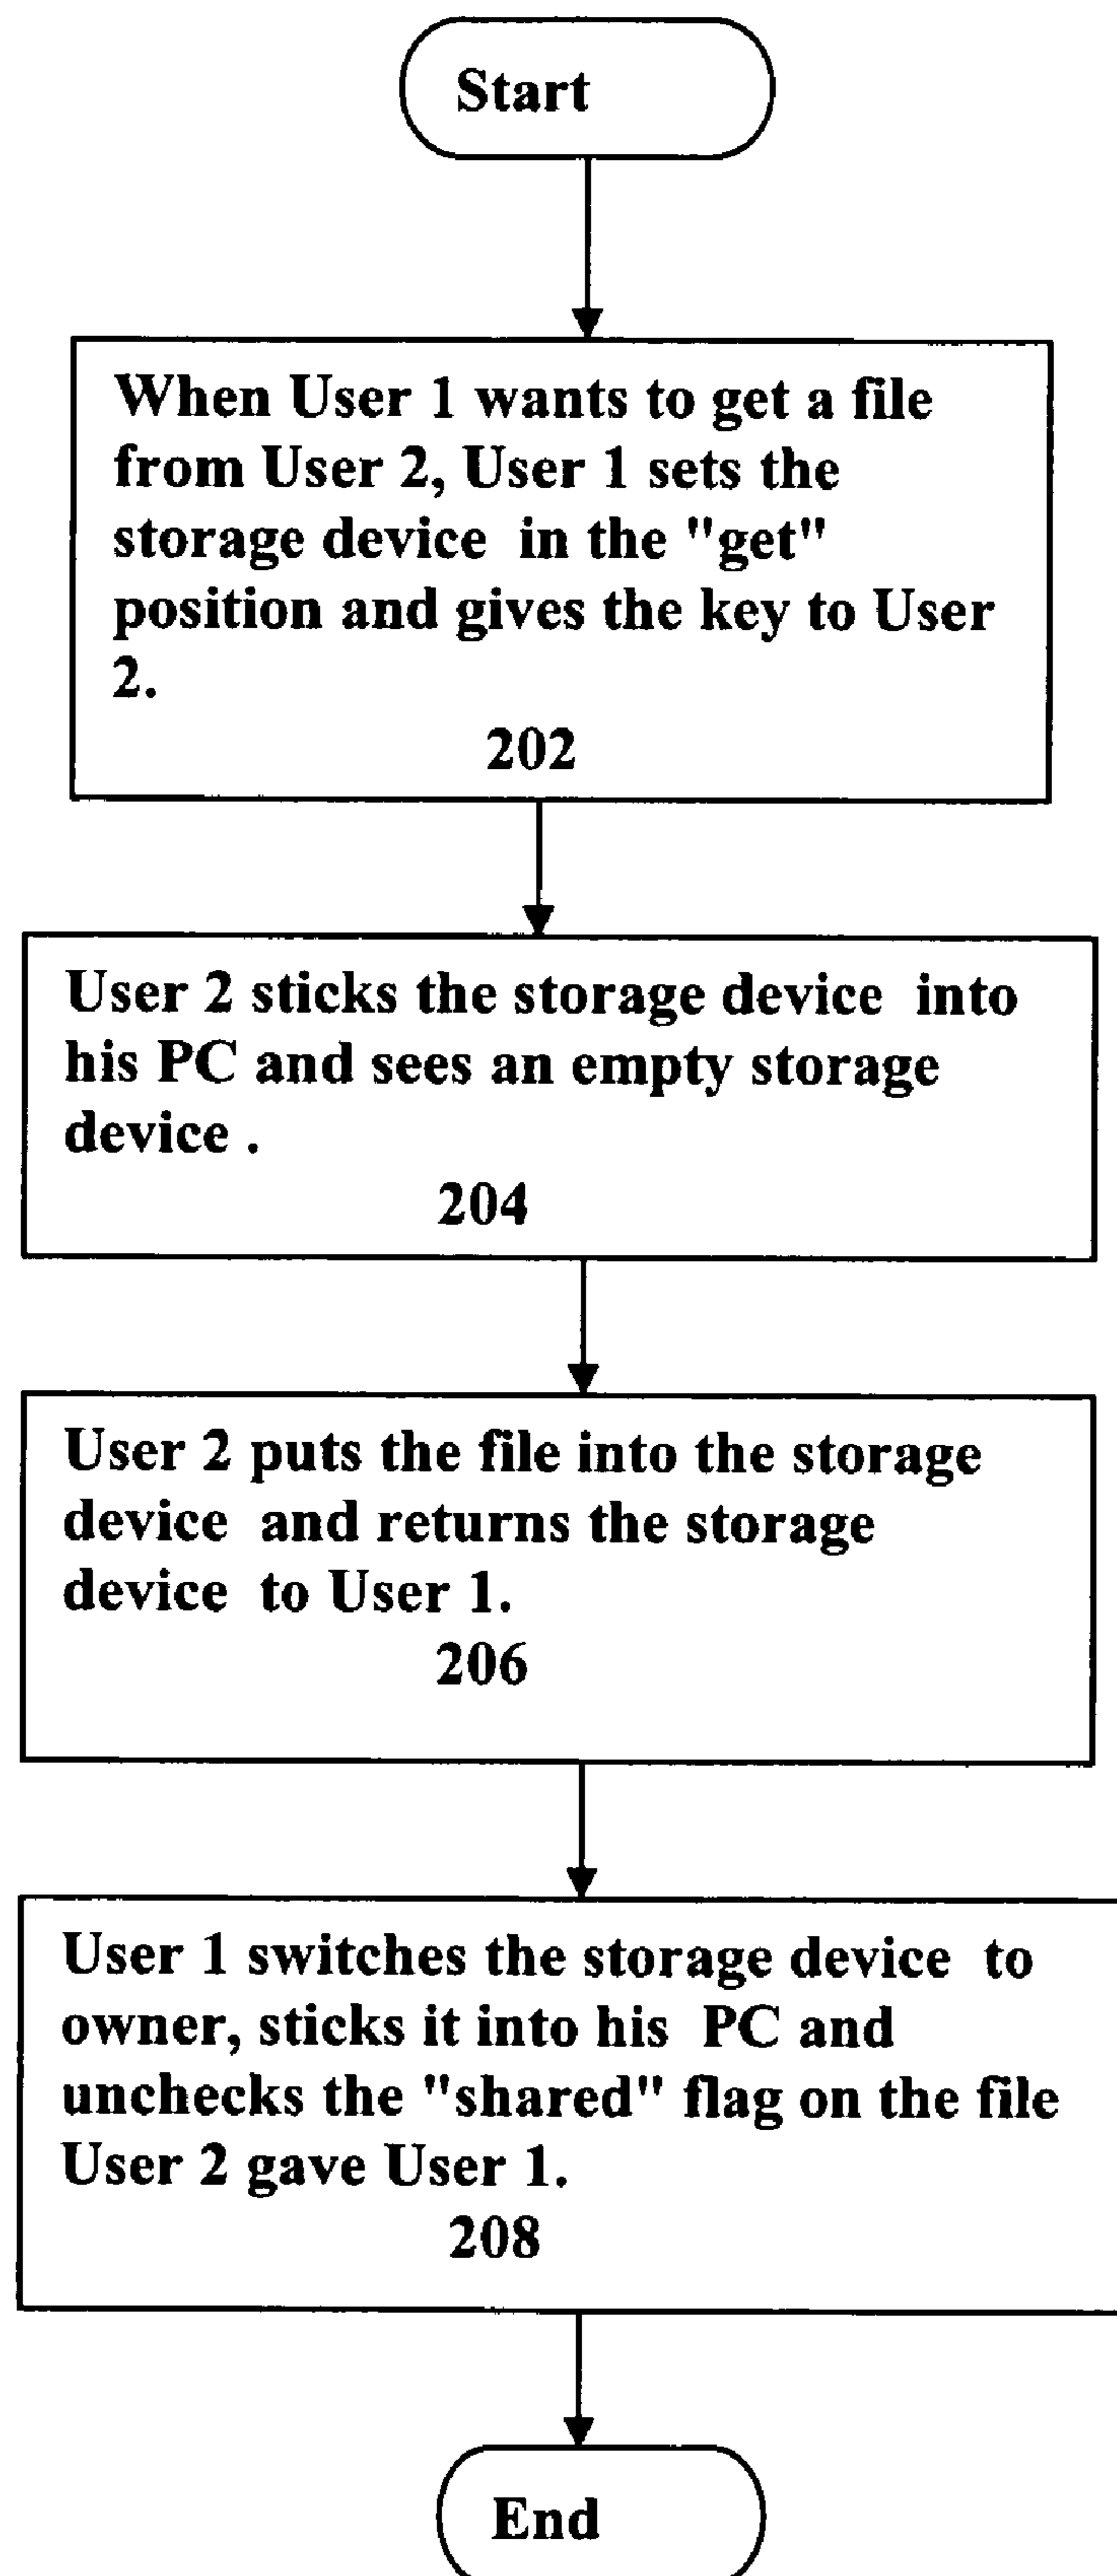 Start
When User 1 wants to get a file
from User 2, User 1 sets the
storage device in the "get"
position and gives the key to User
2.
202
User 2 sticks the storage device into
his PC and sees an empty storage
device .
204
User 2 puts the file into the storage
device and returns the storage
device to User 1.
206
User 1 switches the storage device to
owner, sticks it into his PC and
unchecks the "shared" flag on the file
User 2 gave User 1.
208
End